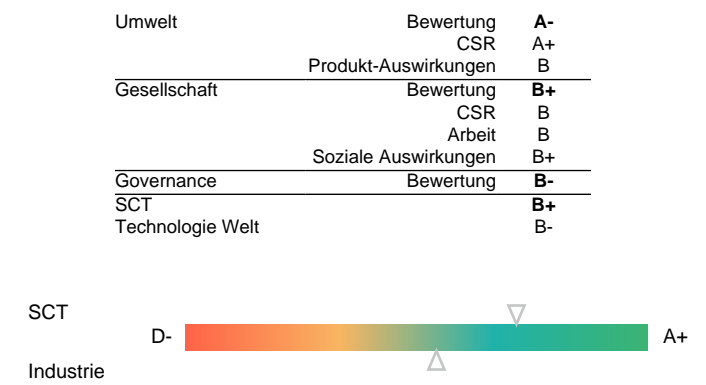 Umwelt Bewertung A-
CSR A+
Produkt-Auswirkungen B
Gesellschaft Bewertung B+
CSR B
Arbeit B
Soziale Auswirkungen B+
Governance Bewertung B-
SCT B+
Technologie Welt B-
SCT
D- A+
Industrie